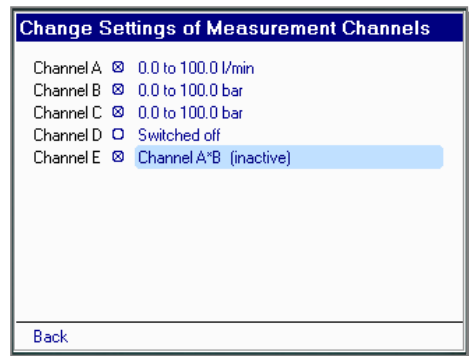 Change Settings of Measurement Channels
Channel A ☒ 0.0 to 100.0 l/min
Channel B ☒ 0.0 to 100.0 bar
Channel C ☒ 0.0 to 100.0 bar
Channel D ☐ Switched off
Channel E ☒ Channel A*B (inactive)
Back